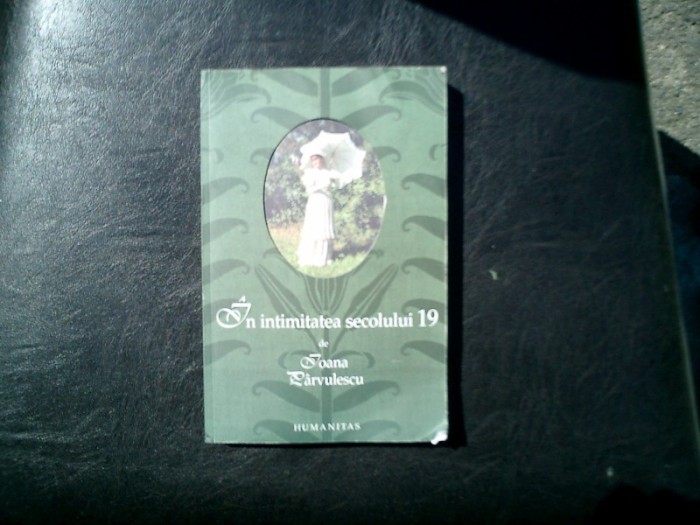 În intimitatea secolului 19
de
Ioana
Pârvulescu
HUMANITAS